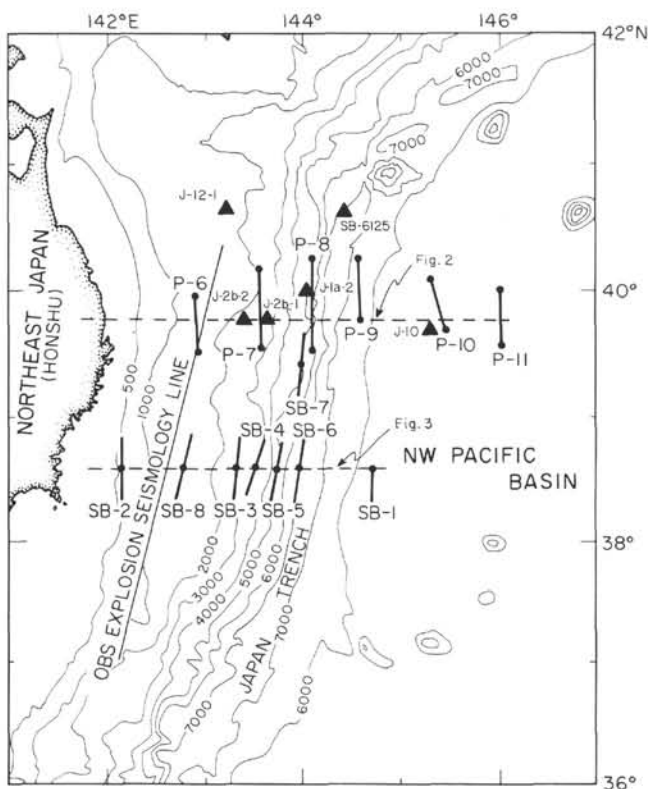 142°E
144°
146°
42°N
6000
7000
7000
J-12-1
SB-6125
P-8
P-6
J-2b-2
J-2b-1
J-1a-2
Fig. 2
40°
P-9
J-10
P-10
P-11
P-7
NORTHEAST JAPAN
(HONSHU)
500
1000
SB-7
SB-4
SB-6
Fig. 3
NW PACIFIC
BASIN
SB-2
SB-8
SB-3
SB-5
SB-1
OBS EXPLOSION SEISMOLOGY LINE
2000
3000
4000
5000
6000
7000
JAPAN
TRENCH
38°
7000
7000
6000
36°